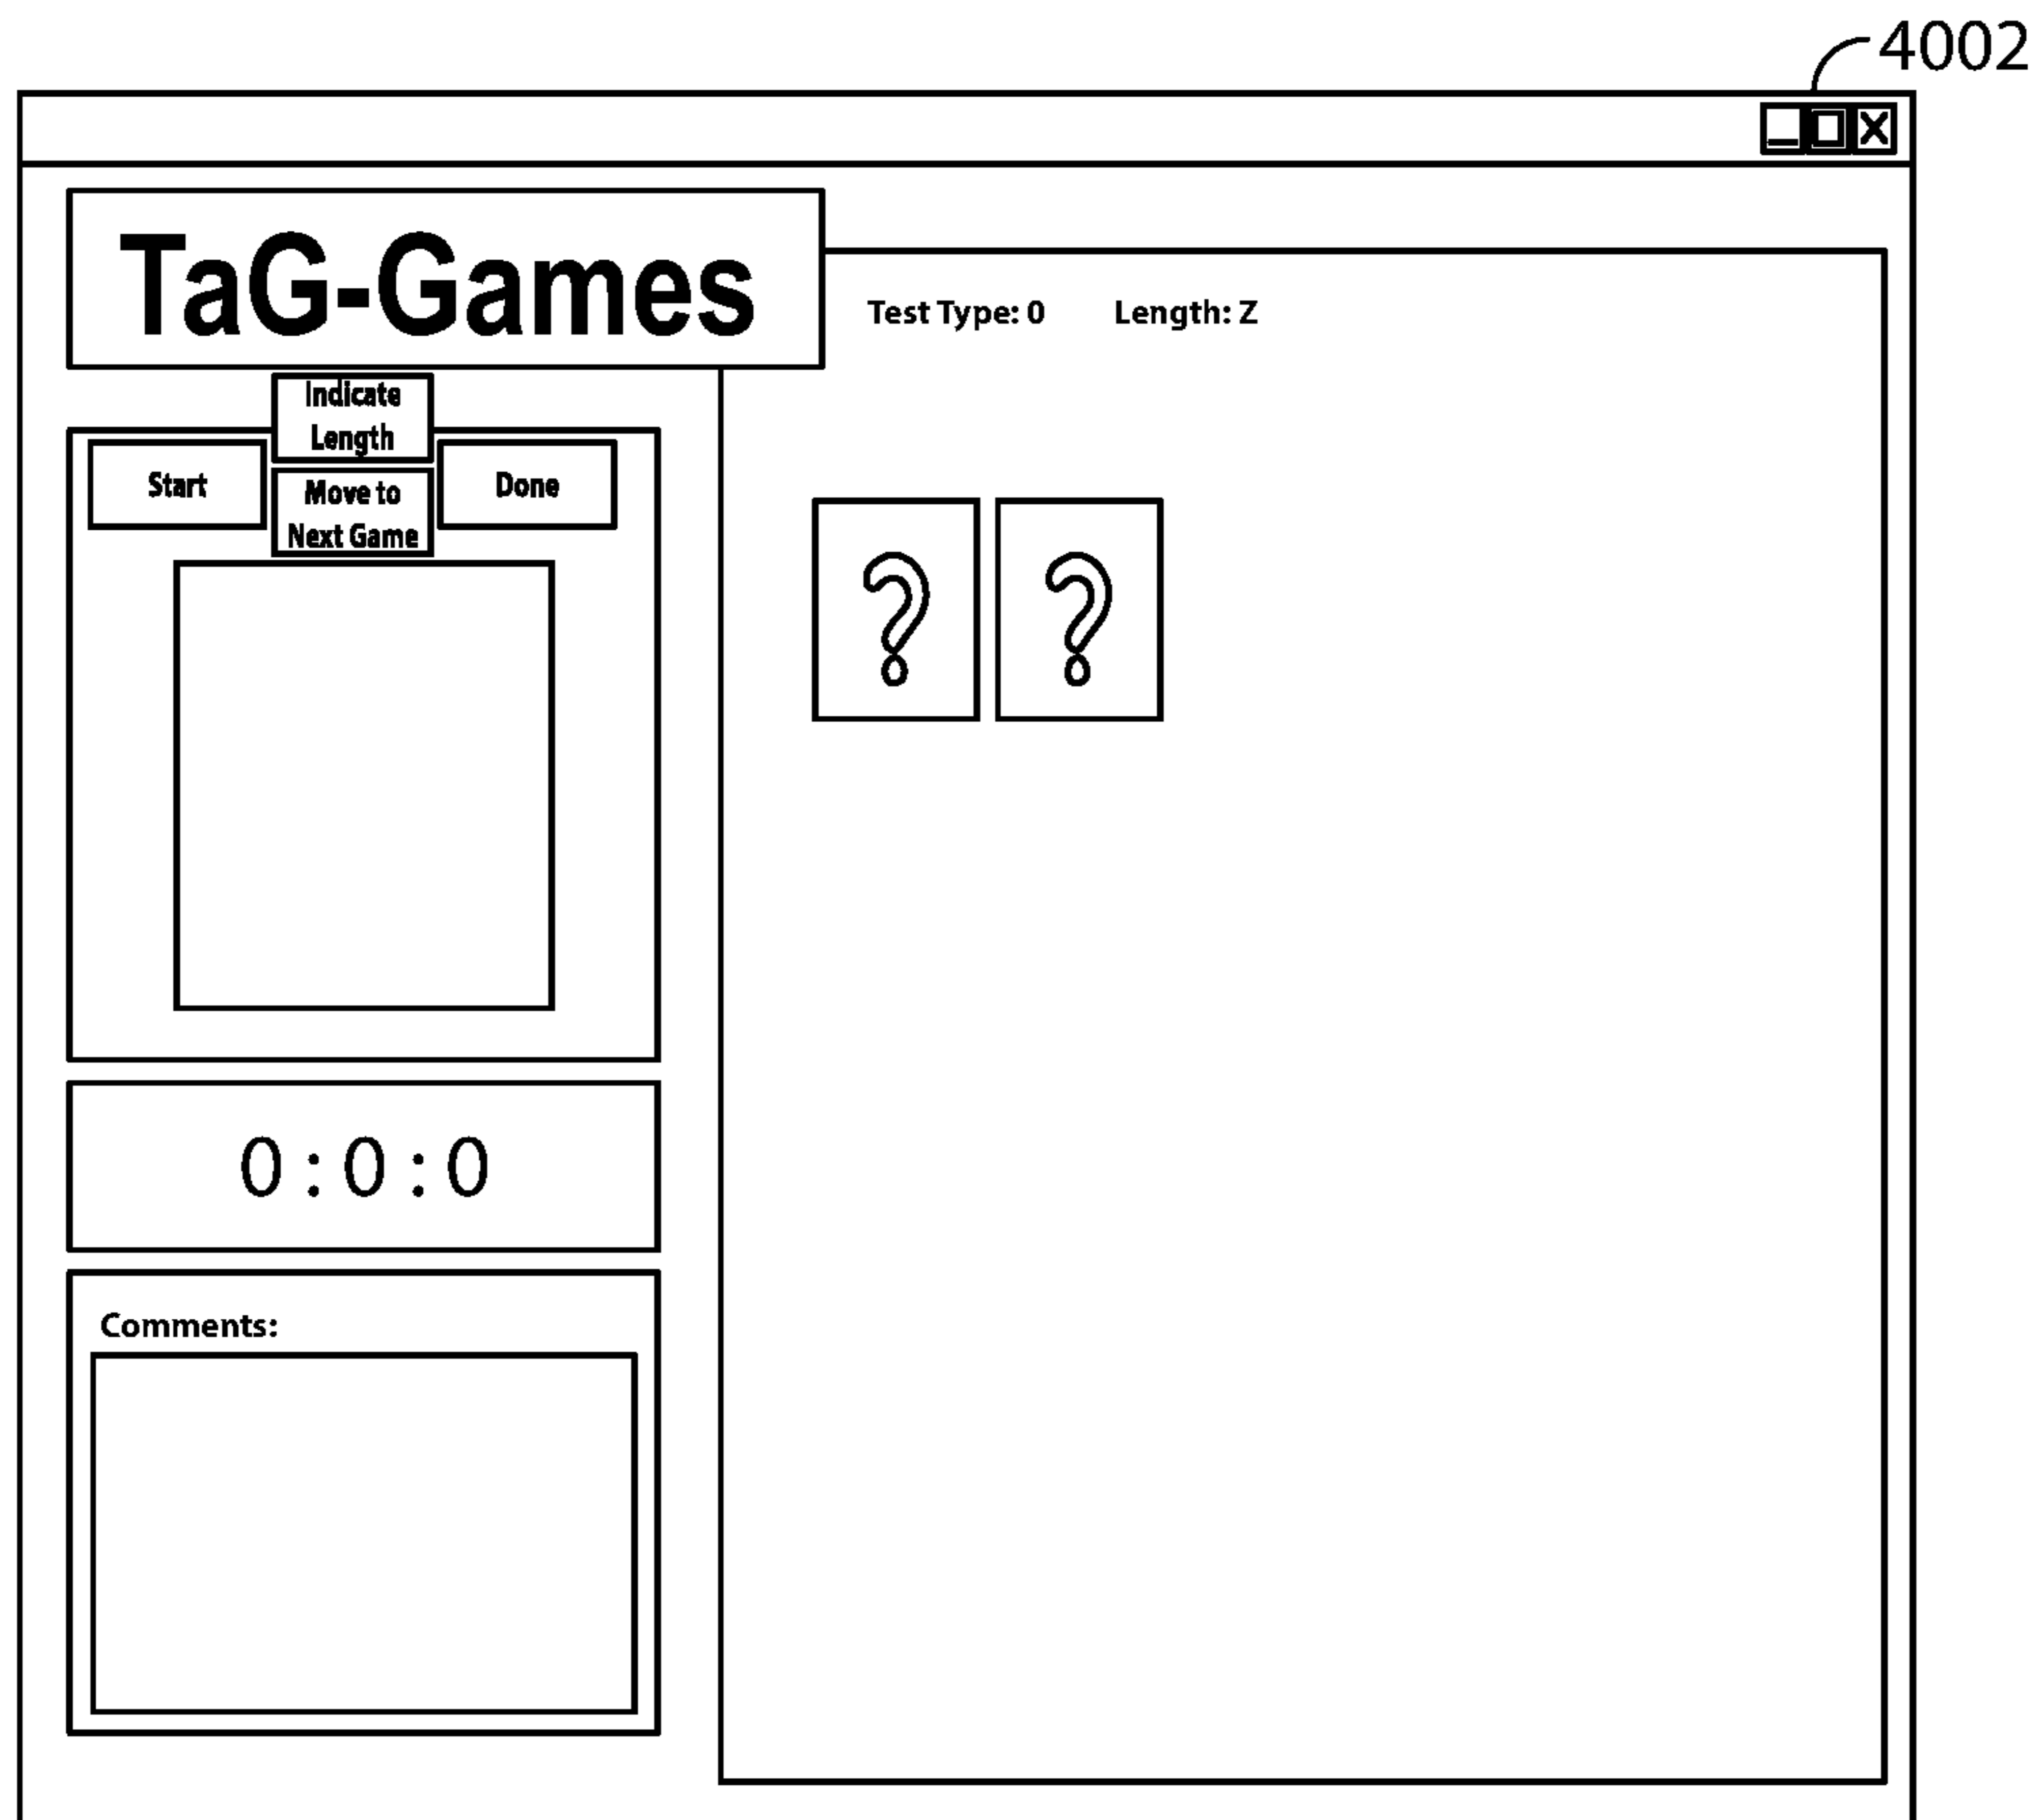 4002
TaG-Games
Test Type: 0 Length: Z
Indicate
Length
Start
Move to
Next Game
Done
? ?
0 : 0 : 0
Comments: